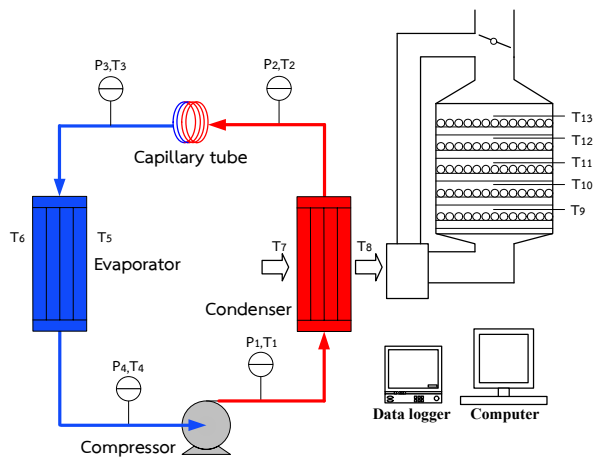 P3,T3
P2,T2
Capillary tube
T13
T12
T11
T10
T9
T6
T5
Evaporator
T7
T8
Condenser
P4,T4
P1,T1
Compressor
Data logger
Computer